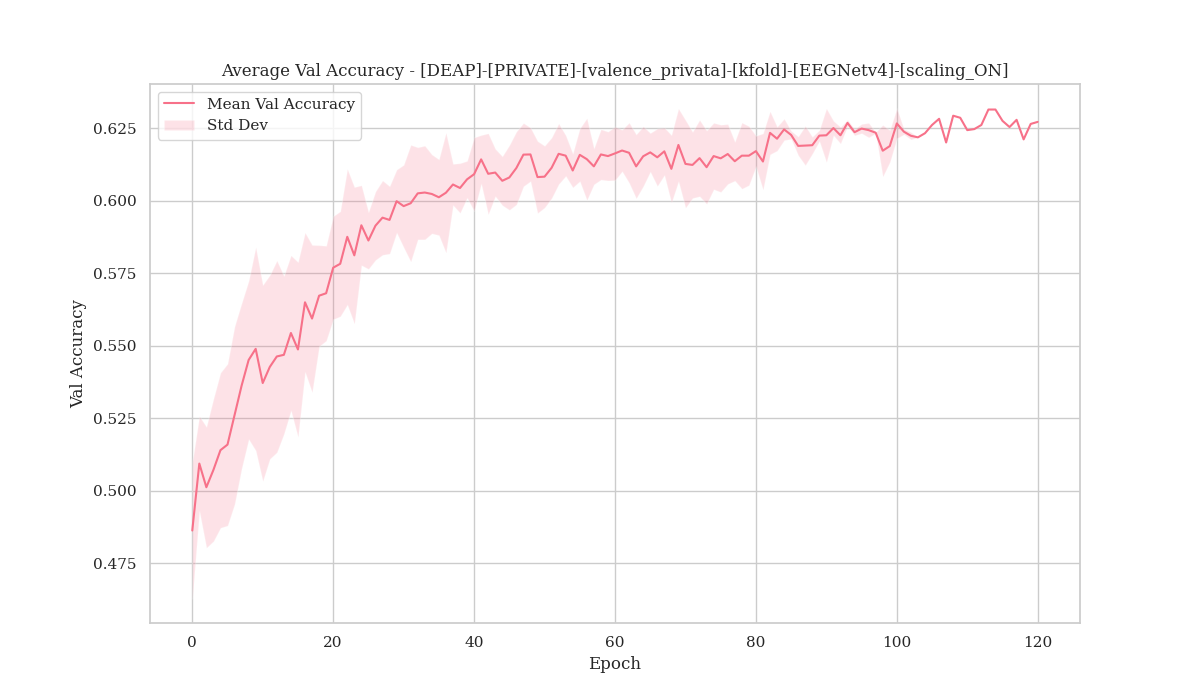 Average Val Accuracy - [DEAP]-[PRIVATE]-[valence_privata]-[kfold]-[EEGNetv4]-[scaling_ON]
Mean Val Accuracy
Std Dev
Val Accuracy
0.625
0.600
0.575
0.550
0.525
0.500
0.475
0 20 40 60 80 100 120
Epoch